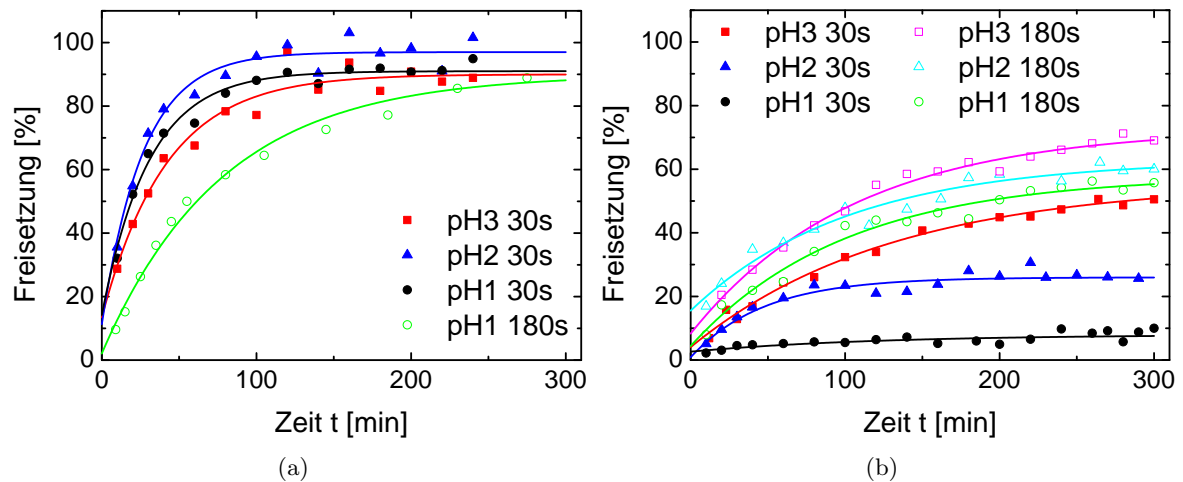 100
80
60
40
20
0
Freisetzung [%]
0 100 200 300
Zeit t [min]
pH3 30s
pH2 30s
pH1 30s
pH1 180s
(a)
100
80
60
40
20
0
Freisetzung [%]
0 100 200 300
Zeit t [min]
pH3 30s pH3 180s
pH2 30s pH2 180s
pH1 30s pH1 180s
(b)